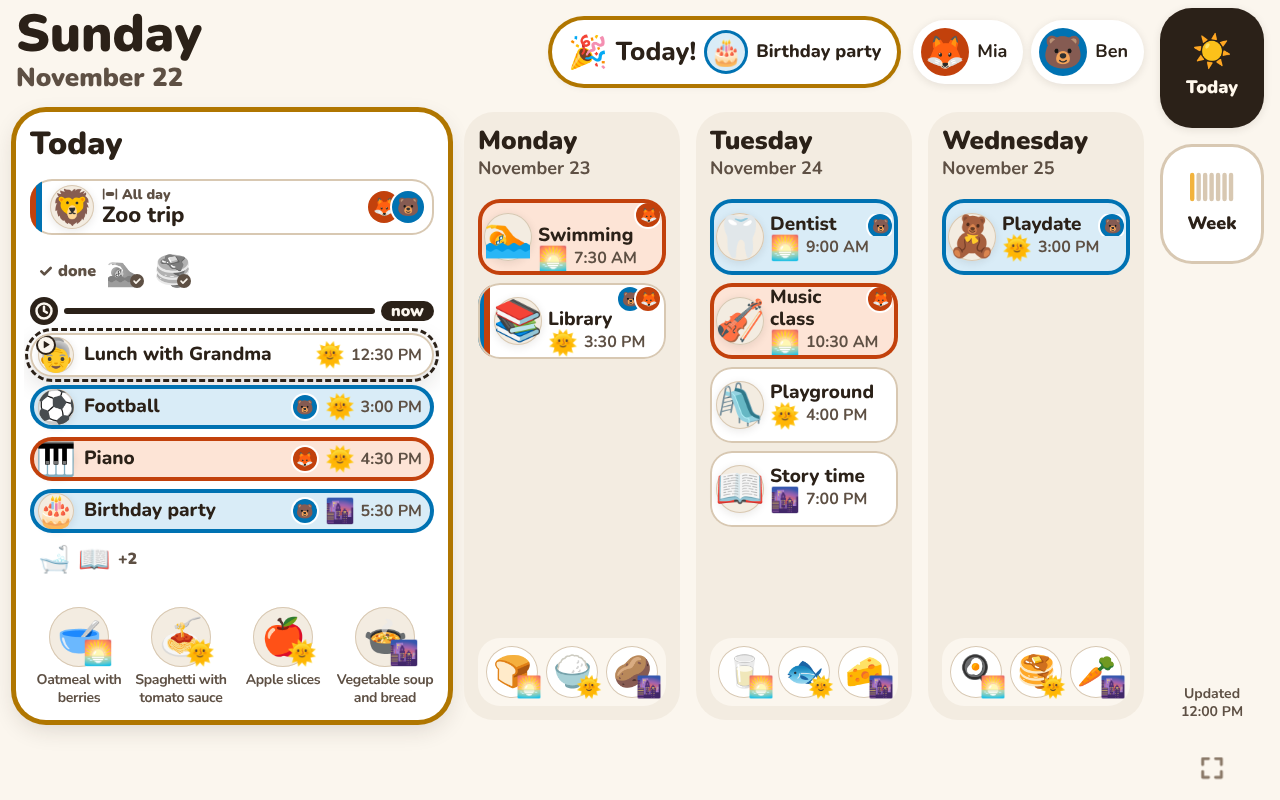 Sunday
November 22
Today! Birthday party
Mia
Ben
Today
Week
Today
All day
Zoo trip
done
now
Lunch with Grandma 12:30 PM
Football 3:00 PM
Piano 4:30 PM
Birthday party 5:30 PM
+2
Oatmeal with
berries
Spaghetti with
tomato sauce
Apple slices
Vegetable soup
and bread
Monday
November 23
Swimming
7:30 AM
Library
3:30 PM
Tuesday
November 24
Dentist
9:00 AM
Music
class
10:30 AM
Playground
4:00 PM
Story time
7:00 PM
Wednesday
November 25
Playdate
3:00 PM
Updated
12:00 PM